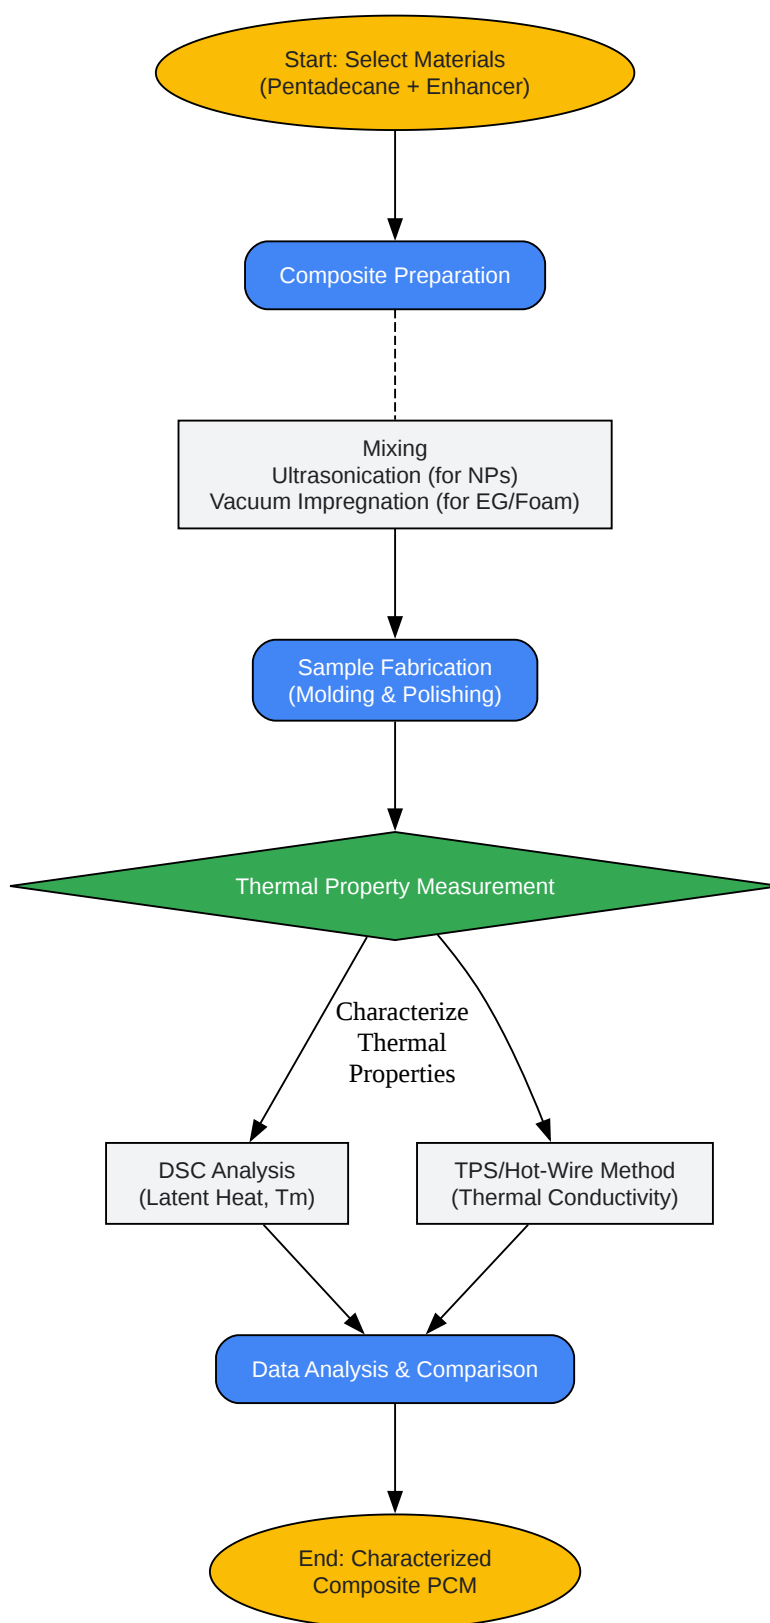 Start: Select Materials
(Pentadecane + Enhancer)
Composite Preparation
Mixing
Ultrasonication (for NPs)
Vacuum Impregnation (for EG/Foam)
Sample Fabrication
(Molding & Polishing)
Thermal Property Measurement
Characterize
Thermal
Properties
DSC Analysis
(Latent Heat, Tm)
TPS/Hot-Wire Method
(Thermal Conductivity)
Data Analysis & Comparison
End: Characterized
Composite PCM